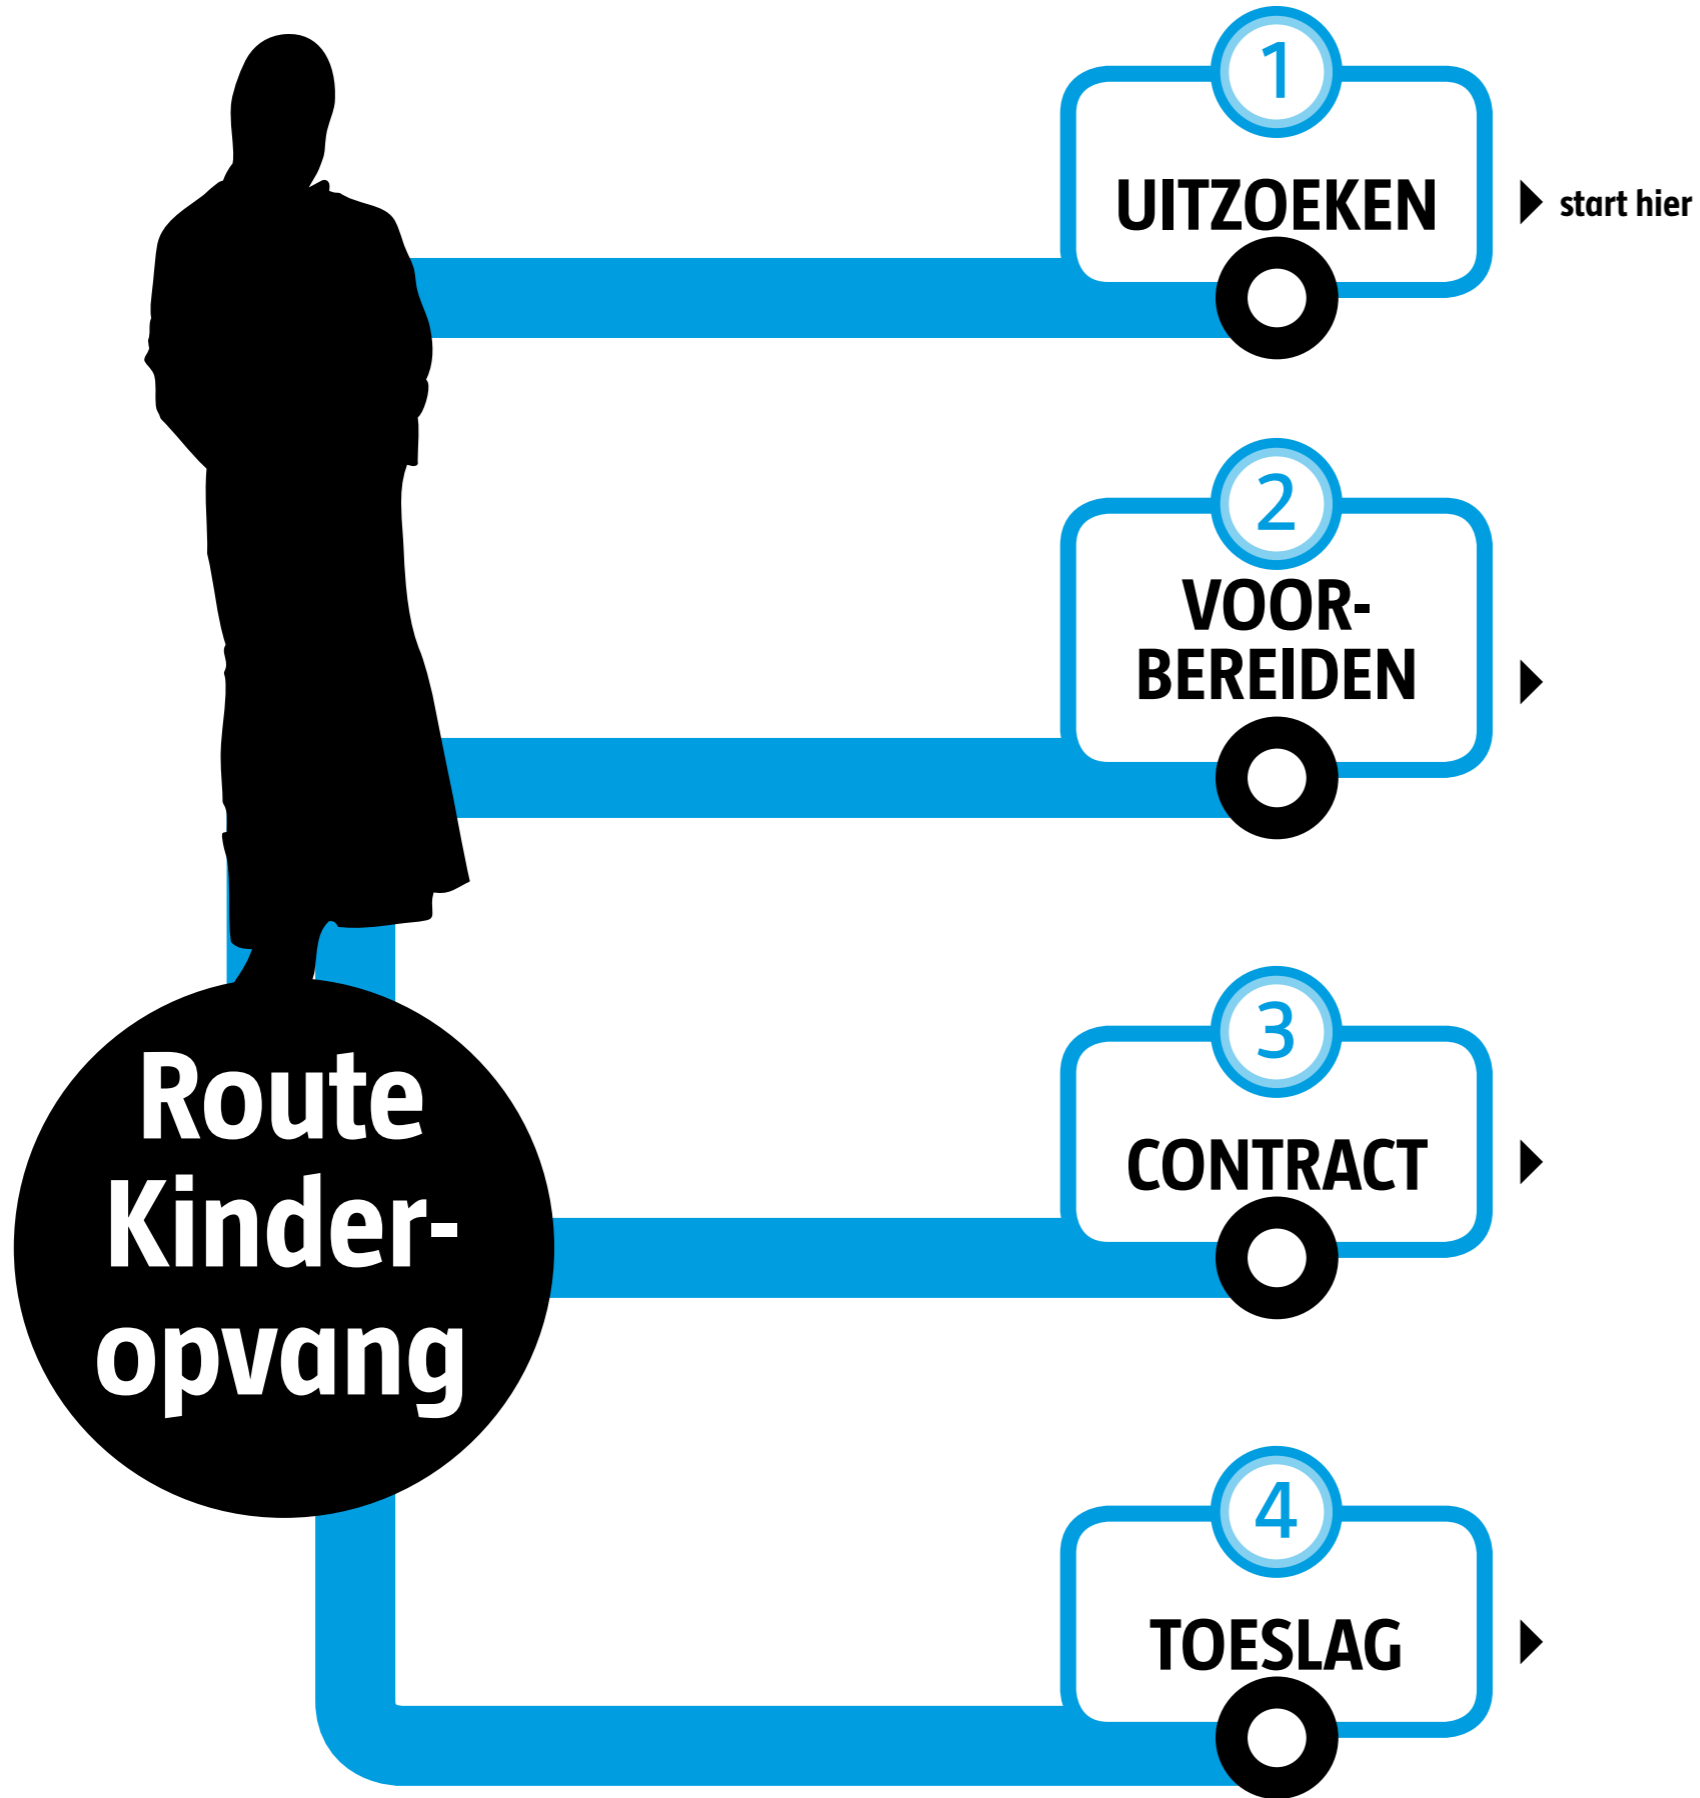 1
UITZOEKEN
start hier
2
VOOR-
BEREIDEN
Route
Kinder-
opvang
3
CONTRACT
4
TOESLAG